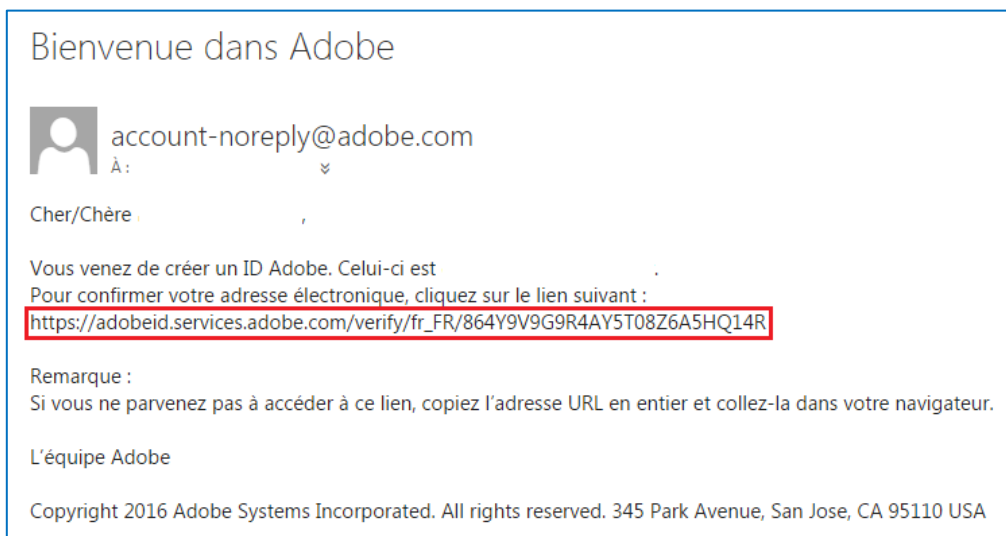 Bienvenue dans Adobe
account-noreply@adobe.com
À :
Cher/Chère ,
Vous venez de créer un ID Adobe. Celui-ci est .
Pour confirmer votre adresse électronique, cliquez sur le lien suivant :
https://adobeid.services.adobe.com/verify/fr_FR/864Y9V9G9R4AY5T08Z6A5HQ14R
Remarque :
Si vous ne parvenez pas à accéder à ce lien, copiez l’adresse URL en entier et collez-la dans votre navigateur.
L’équipe Adobe
Copyright 2016 Adobe Systems Incorporated. All rights reserved. 345 Park Avenue, San Jose, CA 95110 USA